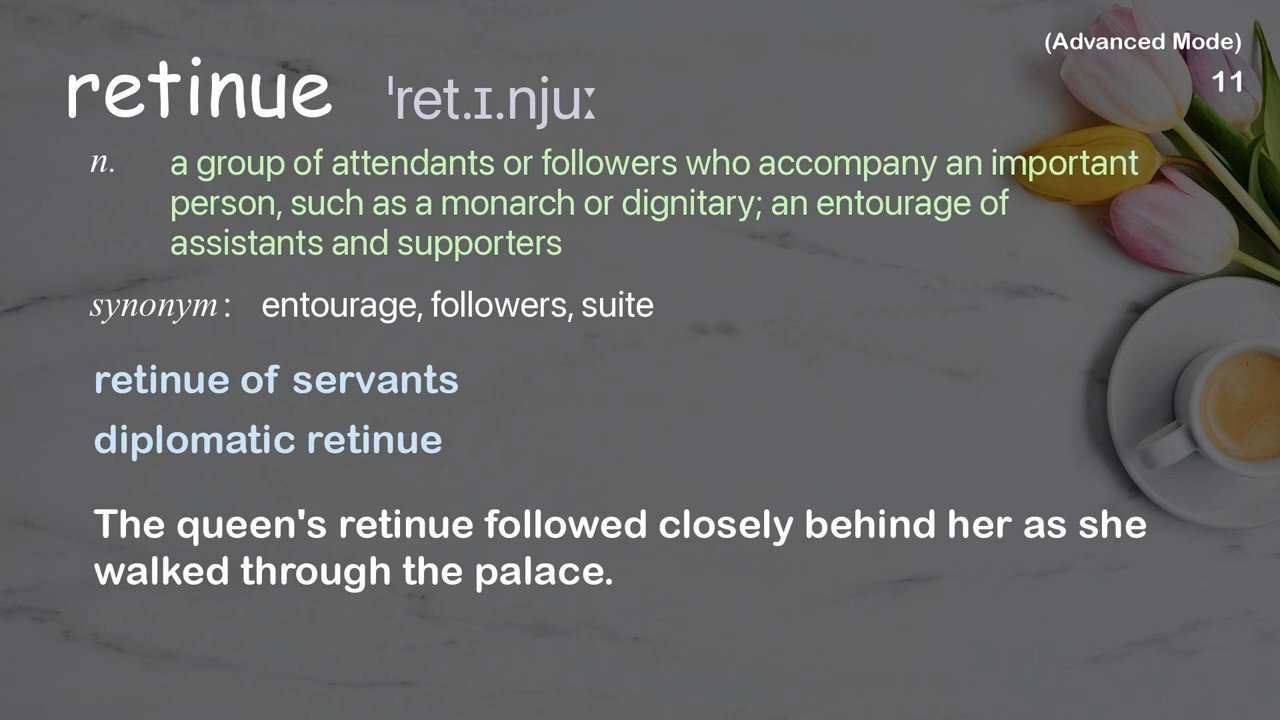 (Advanced Mode)
11
retinue ˈret.ɪ.njuː
n. a group of attendants or followers who accompany an important
person, such as a monarch or dignitary; an entourage of
assistants and supporters
synonym: entourage, followers, suite
retinue of servants
diplomatic retinue
The queen's retinue followed closely behind her as she
walked through the palace.